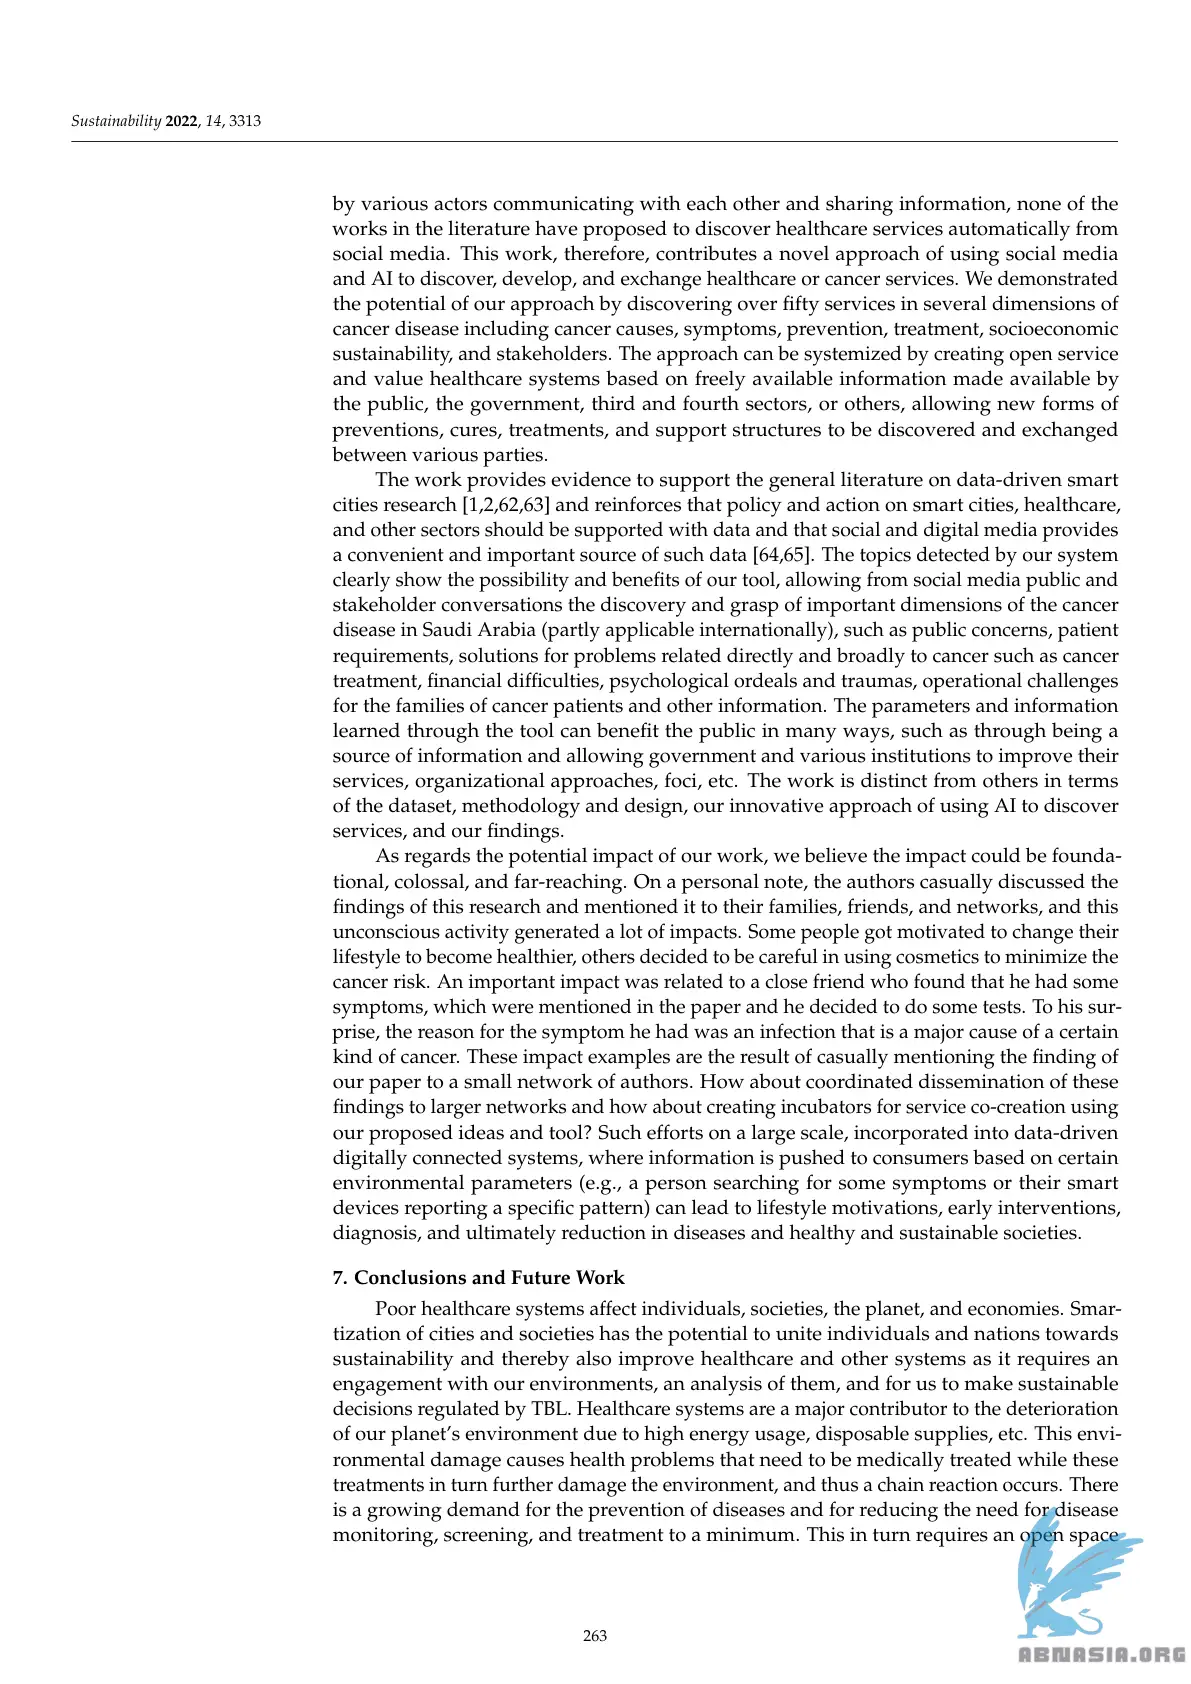 Sustainability 2022, 14, 3313
by various actors communicating with each other and sharing information, none of the
works in the literature have proposed to discover healthcare services automatically from
social media. This work, therefore, contributes a novel approach of using social media
and AI to discover, develop, and exchange healthcare or cancer services. We demonstrated
the potential of our approach by discovering over fifty services in several dimensions of
cancer disease including cancer causes, symptoms, prevention, treatment, socioeconomic
sustainability, and stakeholders. The approach can be systemized by creating open service
and value healthcare systems based on freely available information made available by
the public, the government, third and fourth sectors, or others, allowing new forms of
preventions, cures, treatments, and support structures to be discovered and exchanged
between various parties.
The work provides evidence to support the general literature on data-driven smart
cities research [1,2,62,63] and reinforces that policy and action on smart cities, healthcare,
and other sectors should be supported with data and that social and digital media provides
a convenient and important source of such data [64,65]. The topics detected by our system
clearly show the possibility and benefits of our tool, allowing from social media public and
stakeholder conversations the discovery and grasp of important dimensions of the cancer
disease in Saudi Arabia (partly applicable internationally), such as public concerns, patient
requirements, solutions for problems related directly and broadly to cancer such as cancer
treatment, financial difficulties, psychological ordeals and traumas, operational challenges
for the families of cancer patients and other information. The parameters and information
learned through the tool can benefit the public in many ways, such as through being a
source of information and allowing government and various institutions to improve their
services, organizational approaches, foci, etc. The work is distinct from others in terms
of the dataset, methodology and design, our innovative approach of using AI to discover
services, and our findings.
As regards the potential impact of our work, we believe the impact could be founda-
tional, colossal, and far-reaching. On a personal note, the authors casually discussed the
findings of this research and mentioned it to their families, friends, and networks, and this
unconscious activity generated a lot of impacts. Some people got motivated to change their
lifestyle to become healthier, others decided to be careful in using cosmetics to minimize the
cancer risk. An important impact was related to a close friend who found that he had some
symptoms, which were mentioned in the paper and he decided to do some tests. To his sur-
prise, the reason for the symptom he had was an infection that is a major cause of a certain
kind of cancer. These impact examples are the result of casually mentioning the finding of
our paper to a small network of authors. How about coordinated dissemination of these
findings to larger networks and how about creating incubators for service co-creation using
our proposed ideas and tool? Such efforts on a large scale, incorporated into data-driven
digitally connected systems, where information is pushed to consumers based on certain
environmental parameters (e.g., a person searching for some symptoms or their smart
devices reporting a specific pattern) can lead to lifestyle motivations, early interventions,
diagnosis, and ultimately reduction in diseases and healthy and sustainable societies.
7. Conclusions and Future Work
Poor healthcare systems affect individuals, societies, the planet, and economies. Smar-
tization of cities and societies has the potential to unite individuals and nations towards
sustainability and thereby also improve healthcare and other systems as it requires an
engagement with our environments, an analysis of them, and for us to make sustainable
decisions regulated by TBL. Healthcare systems are a major contributor to the deterioration
of our planet's environment due to high energy usage, disposable supplies, etc. This envi-
ronmental damage causes health problems that need to be medically treated while these
treatments in turn further damage the environment, and thus a chain reaction occurs. There
is a growing demand for the prevention of diseases and for reducing the need for disease
monitoring, screening, and treatment to a minimum. This in turn requires an open space
263
ABNASIA.ORG